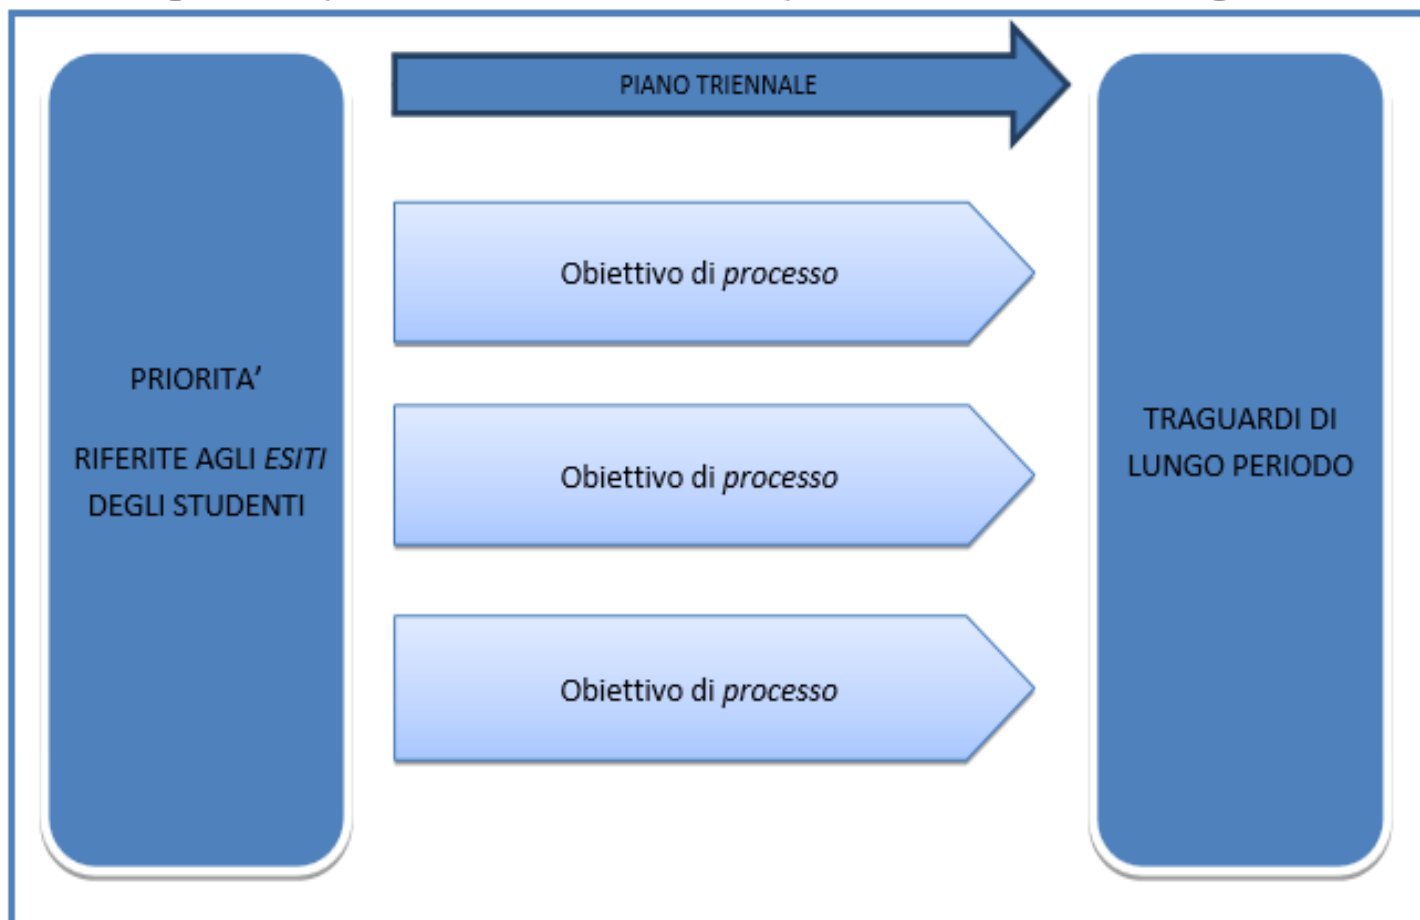 PIANO TRIENNALE
PRIORITA’
RIFERITE AGLI ESITI
DEGLI STUDENTI
Obiettivo di processo
Obiettivo di processo
Obiettivo di processo
TRAGUARDI DI
LUNGO PERIODO